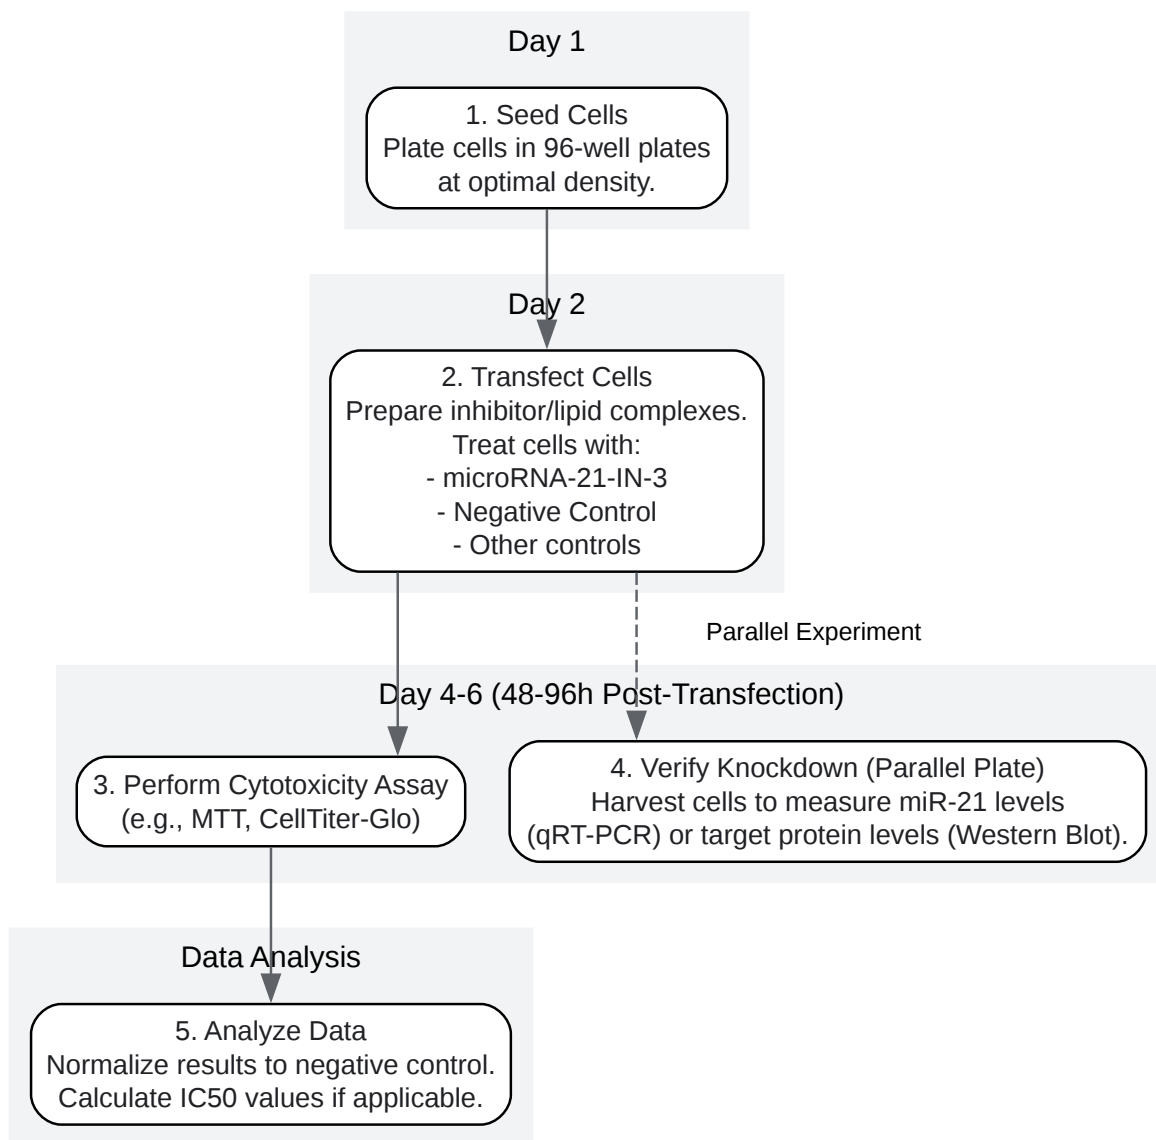 Day 1
1. Seed Cells
Plate cells in 96-well plates
at optimal density.
Day 2
2. Transfect Cells
Prepare inhibitor/lipid complexes.
Treat cells with:
- microRNA-21-IN-3
- Negative Control
- Other controls
Parallel Experiment
Day 4-6 (48-96h Post-Transfection)
3. Perform Cytotoxicity Assay
(e.g., MTT, CellTiter-Glo)
4. Verify Knockdown (Parallel Plate)
Harvest cells to measure miR-21 levels
(qRT-PCR) or target protein levels (Western Blot).
Data Analysis
5. Analyze Data
Normalize results to negative control.
Calculate IC50 values if applicable.